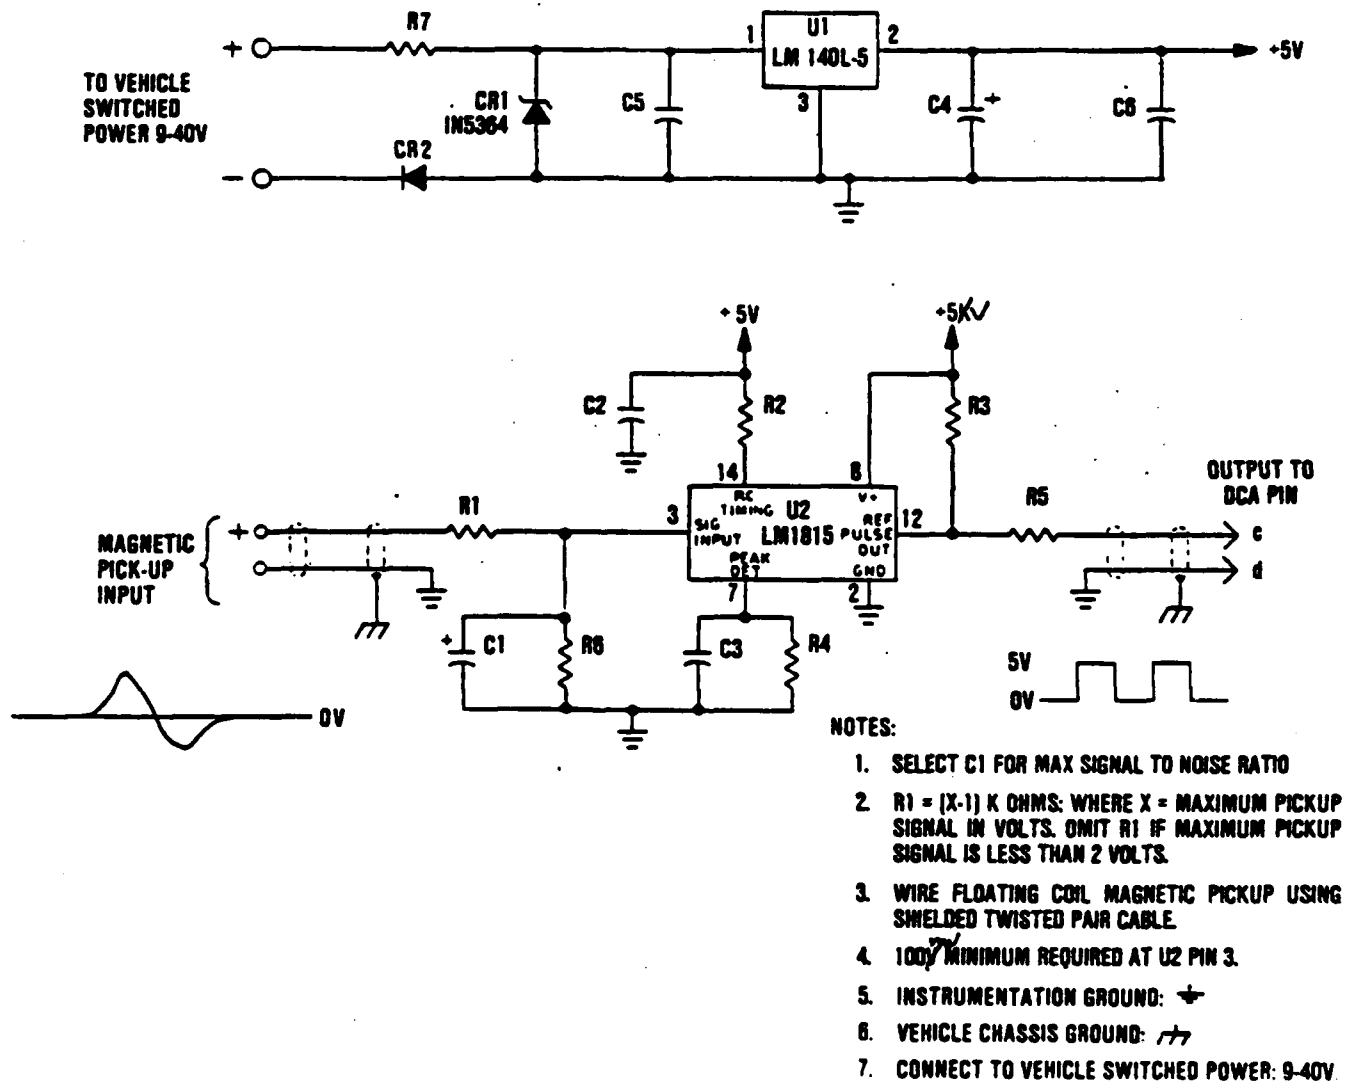 R7
+
TO VEHICLE
SWITCHED
POWER 9-40V
−
CR2
CR1
IN5364
C5
1
U1
LM 140L-5
2
3
C4
+
C6
+5V
+5V
+5V
C2
R2
R3
14
8
RC
TIMING
U2
V+
3
SIG
INPUT
LM1815
REF
PULSE
OUT
12
PEAK
DET
GND
7
2
R1
MAGNETIC
PICK-UP
INPUT
+
+
C1
R6
C3
R4
R5
OUTPUT TO
DCA PIN
c
d
0V
5V
0V
NOTES:
1. SELECT C1 FOR MAX SIGNAL TO NOISE RATIO
2. R1 = (X-1) K OHMS: WHERE X = MAXIMUM PICKUP
SIGNAL IN VOLTS. OMIT R1 IF MAXIMUM PICKUP
SIGNAL IS LESS THAN 2 VOLTS.
3. WIRE FLOATING COIL MAGNETIC PICKUP USING
SHIELDED TWISTED PAIR CABLE
4. 100 mV MINIMUM REQUIRED AT U2 PIN 3.
5. INSTRUMENTATION GROUND:
6. VEHICLE CHASSIS GROUND:
7. CONNECT TO VEHICLE SWITCHED POWER: 9-40V